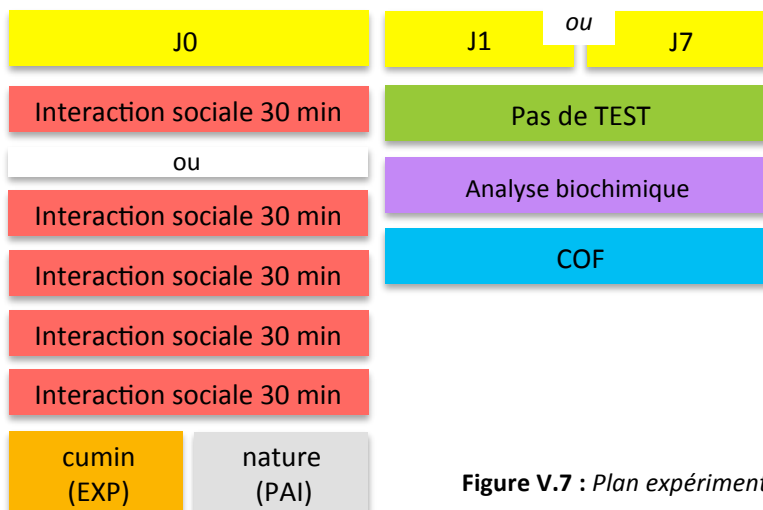 J0
J1
ou
J7
Interaction sociale 30 min
Pas de TEST
ou
Analyse biochimique
Interaction sociale 30 min
COF
Interaction sociale 30 min
Interaction sociale 30 min
Interaction sociale 30 min
cumin
(EXP)
nature
(PAI)
Figure V.7 : Plan expériment